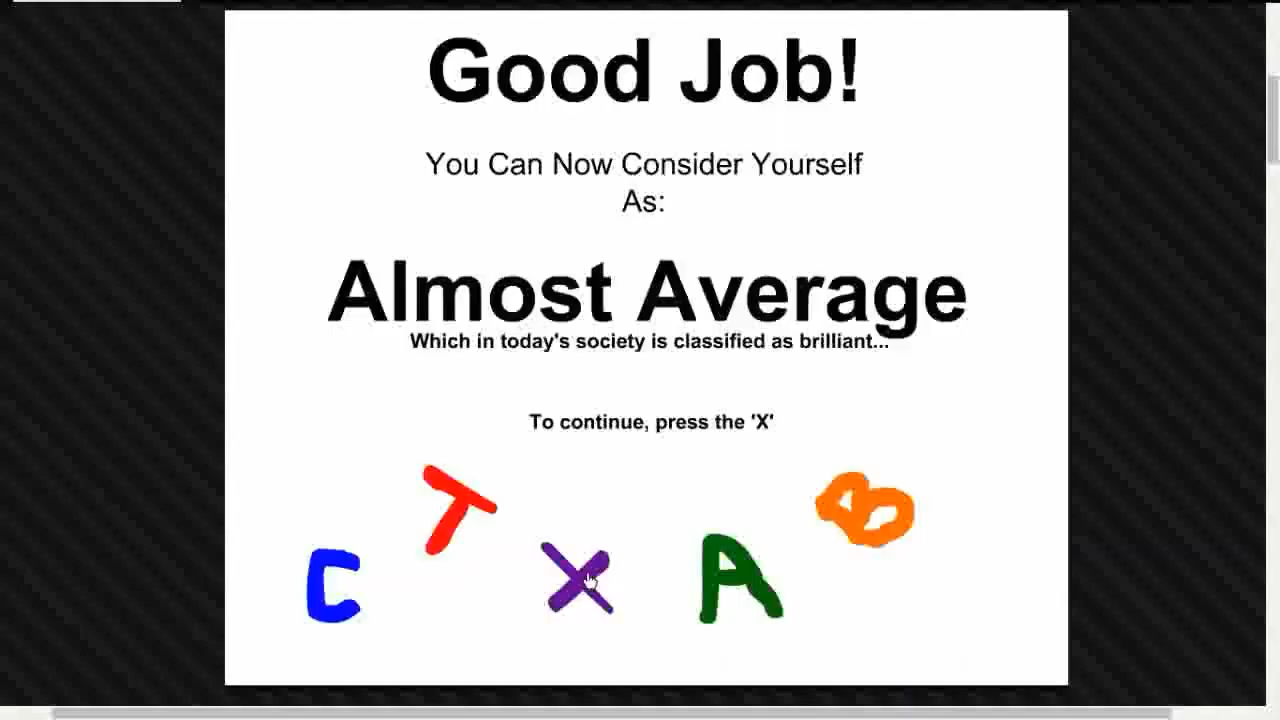 Good Job!
You Can Now Consider Yourself
As:
Almost Average
Which in today's society is classified as brilliant...
To continue, press the 'X'
C T X A B